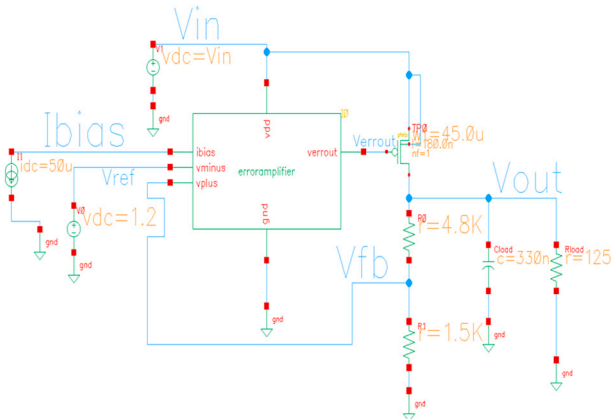 Vin
V1
vdc=Vin
gnd
I0
vdd
Ibias
ibias
vminus
vplus
erroramplifier
verrout
gnd
Verrout
TP0
w=45.0u
180.0n
nf=1
I1
idc=50u
gnd
Vref
V0
vdc=1.2
gnd
Vout
R0
r=4.8K
Cload
c=330n
Rload
r=125
Vfb
gnd
R1
r=1.5K
gnd
gnd
gnd